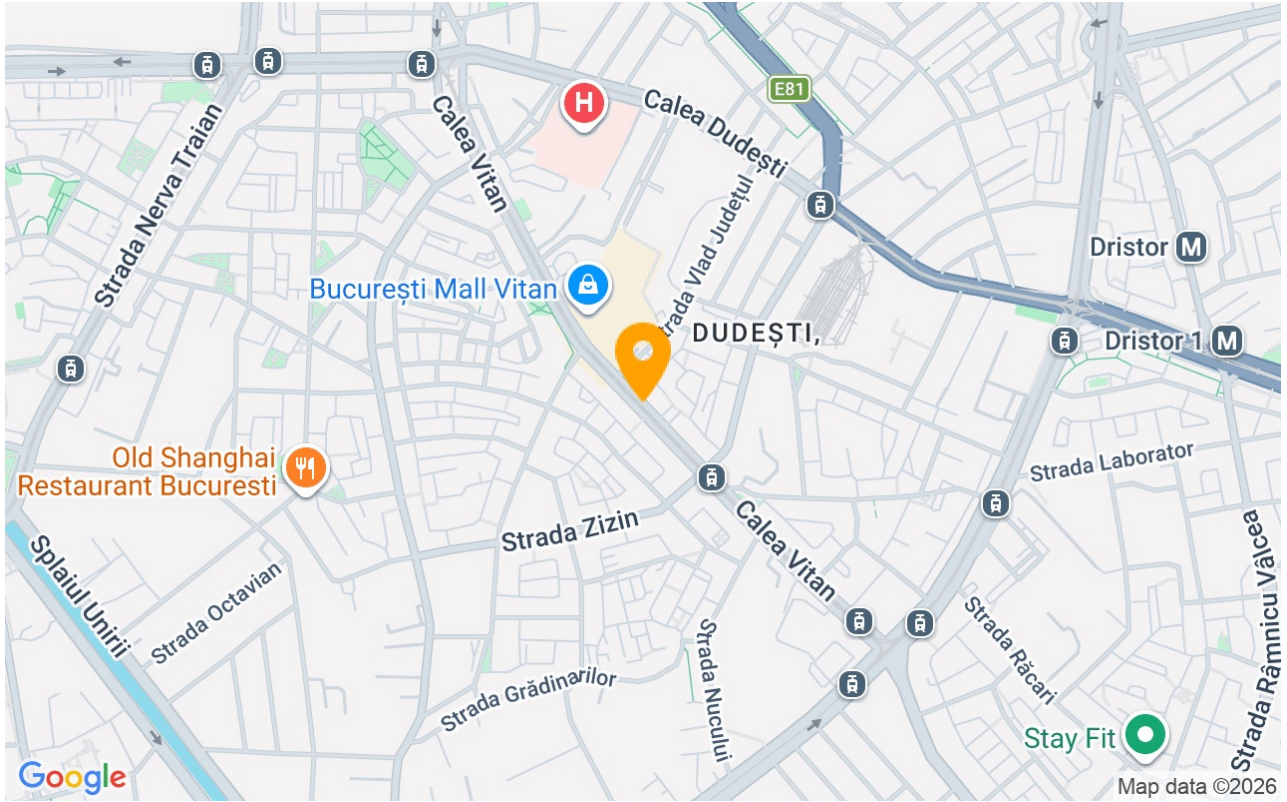 E81
H
Calea Dudești
Calea Vitan
Strada Nerva Traian
Strada Vlad Județul
Dristor M
București Mall Vitan
DUDEȘTI,
Dristor 1 M
Old Shanghai
Restaurant Bucuresti
Strada Laborator
Strada Zizin
Calea Vitan
Splaiul Unirii
Strada Octavian
Strada Râmnicu Vâlcea
Strada Răcari
Strada Nucului
Strada Grădinarilor
Stay Fit
Google
Map data ©2026